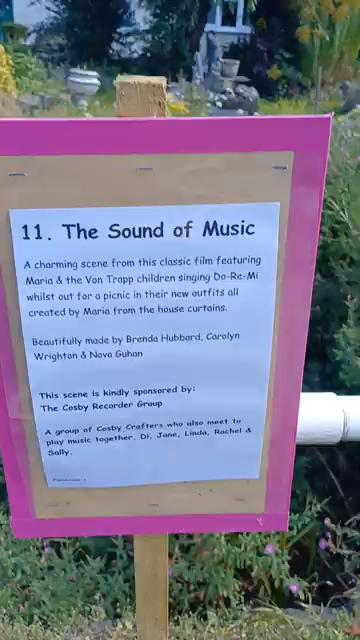 11. The Sound of Music
A charming scene from this classic film featuring
Maria & the Von Trapp children singing Do-Re-Mi
whilst out for a picnic in their new outfits all
created by Maria from the house curtains.
Beautifully made by Brenda Hubbard, Carolyn
Wrighton & Nova Guhan
This scene is kindly sponsored by:
The Cosby Recorder Group
A group of Cosby Crafters who also meet to
play music together. Di, Jane, Linda, Rachel &
Sally.